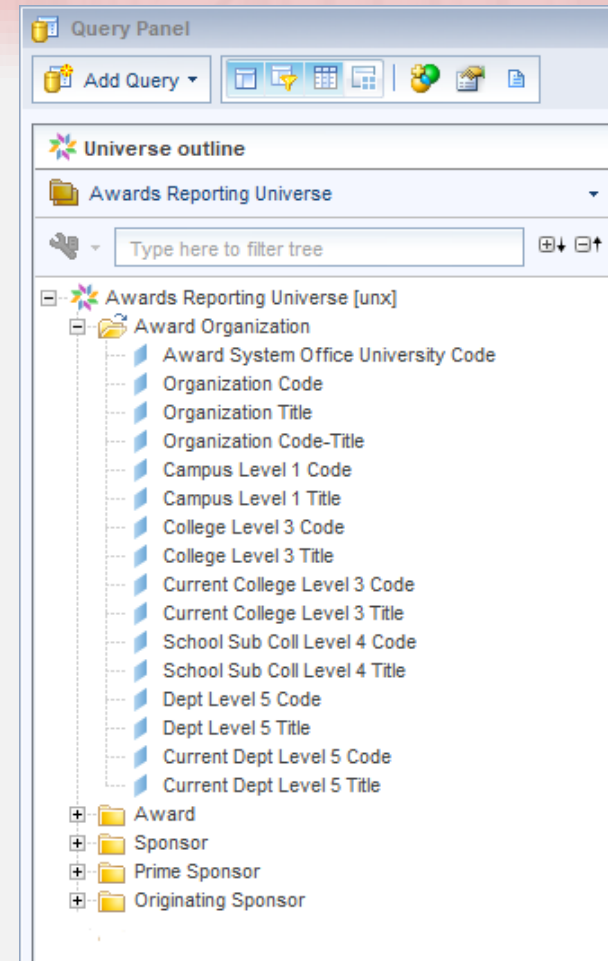 Query Panel
Add Query
Universe outline
Awards Reporting Universe
Type here to filter tree
Awards Reporting Universe [unx]
Award Organization
Award System Office University Code
Organization Code
Organization Title
Organization Code-Title
Campus Level 1 Code
Campus Level 1 Title
College Level 3 Code
College Level 3 Title
Current College Level 3 Code
Current College Level 3 Title
School Sub Coll Level 4 Code
School Sub Coll Level 4 Title
Dept Level 5 Code
Dept Level 5 Title
Current Dept Level 5 Code
Current Dept Level 5 Title
Award
Sponsor
Prime Sponsor
Originating Sponsor